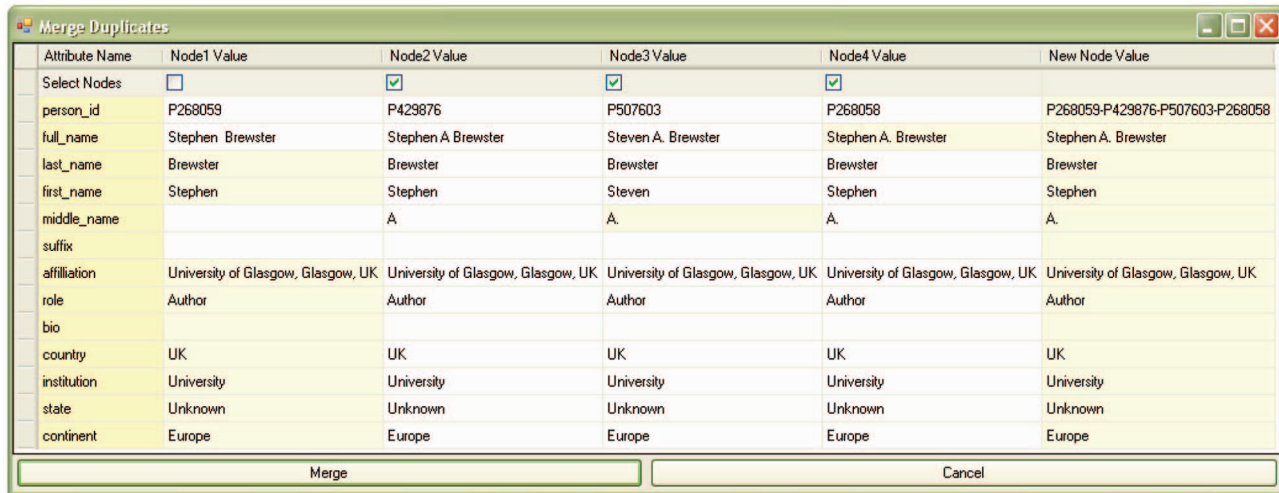 Merge Duplicates
Attribute Name Node1 Value Node2 Value Node3 Value Node4 Value New Node Value
Select Nodes
person_id P268059 P429876 P507603 P268058 P268059-P429876-P507603-P268058
full_name Stephen Brewster Stephen A Brewster Steven A. Brewster Stephen A. Brewster Stephen A. Brewster
last_name Brewster Brewster Brewster Brewster Brewster
first_name Stephen Stephen Steven Stephen Stephen
middle_name A A. A. A.
suffix
affilliation University of Glasgow, Glasgow, UK University of Glasgow, Glasgow, UK University of Glasgow, Glasgow, UK University of Glasgow, Glasgow, UK University of Glasgow, Glasgow, UK
role Author Author Author Author Author
bio
country UK UK UK UK UK
institution University University University University University
state Unknown Unknown Unknown Unknown Unknown
continent Europe Europe Europe Europe Europe
Merge Cancel